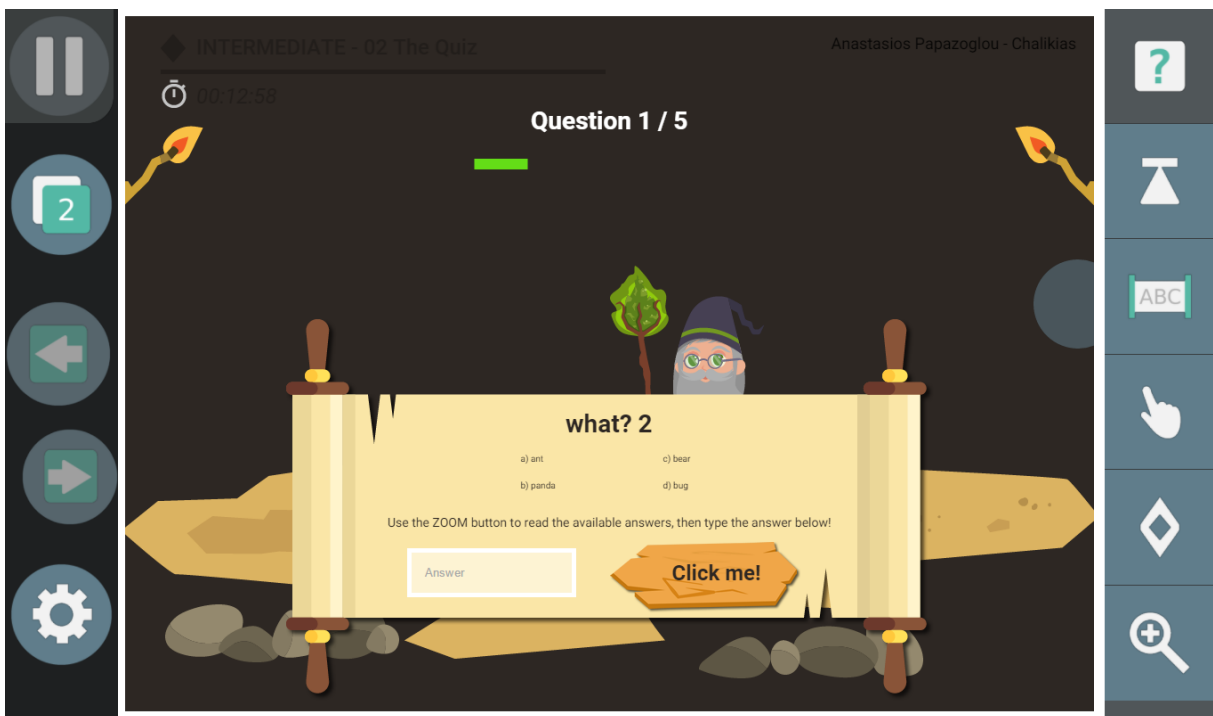 INTERMEDIATE - 02 The Quiz
Anastasios Papazoglou - Chalikias
00:12:58
Question 1 / 5
?
2
ABC
what? 2
a) ant
c) bear
b) panda
d) bug
Use the ZOOM button to read the available answers, then type the answer below!
Answer
Click me!